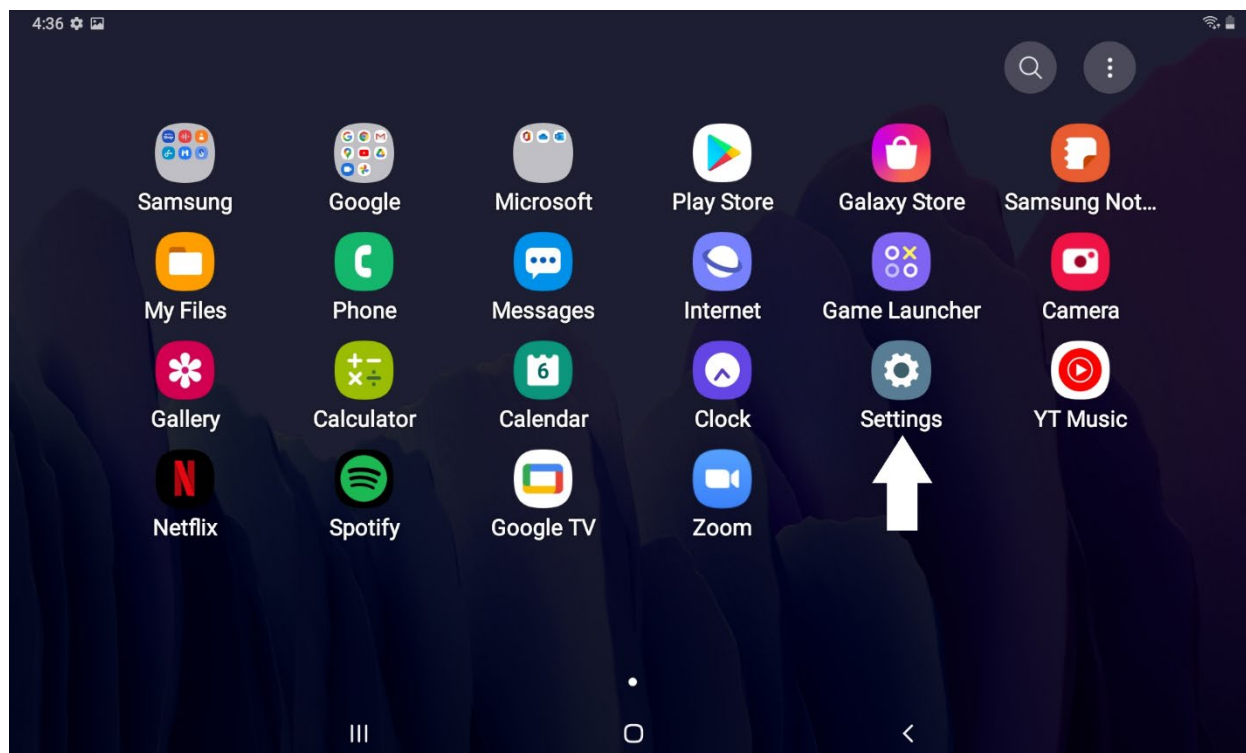 4:36
Samsung Google Microsoft Play Store Galaxy Store Samsung Not...
My Files Phone Messages Internet Game Launcher Camera
6
Gallery Calculator Calendar Clock Settings YT Music
N
Netflix Spotify Google TV Zoom